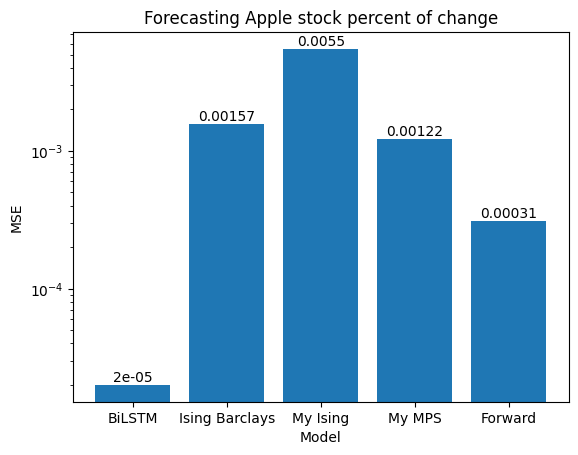 Forecasting Apple stock percent of change
0.0055
0.00157
0.00122
0.00031
2e-05
10⁻³
10⁻⁴
MSE
BiLSTM
Ising Barclays
My Ising
My MPS
Forward
Model